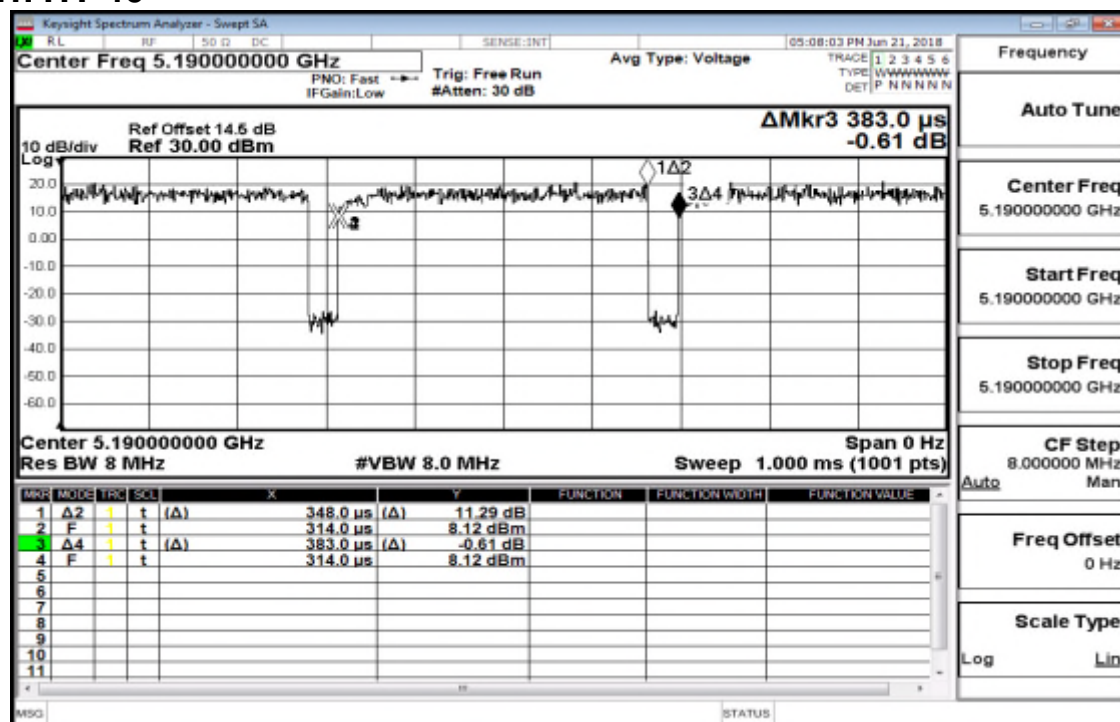 Keysight Spectrum Analyzer - Swept SA
RL RF 50 Ω DC SENSE:INT 05:08:03 PM Jun 21, 2018
Center Freq 5.190000000 GHz Avg Type: Voltage TRACE 1 2 3 4 5 6
PNO: Fast Trig: Free Run TYPE WWWWWW
IFGain:Low #Atten: 30 dB DET P N N N N N
Frequency
Auto Tune
ΔMkr3 383.0 µs
-0.61 dB
Ref Offset 14.5 dB
10 dB/div Ref 30.00 dBm
Log
1Δ2
3Δ4
20.0
10.0
0.00
-10.0
-20.0
-30.0
-40.0
-50.0
-60.0
Center 5.190000000 GHz Span 0 Hz
Res BW 8 MHz #VBW 8.0 MHz Sweep 1.000 ms (1001 pts)
MKR MODE TRC SCL X Y FUNCTION FUNCTION WIDTH FUNCTION VALUE
1 Δ2 1 t (Δ) 348.0 µs (Δ) 11.29 dB
2 F 1 t 314.0 µs 8.12 dBm
3 Δ4 1 t (Δ) 383.0 µs (Δ) -0.61 dB
4 F 1 t 314.0 µs 8.12 dBm
5
6
7
8
9
10
11
Center Freq
5.190000000 GHz
Start Freq
5.190000000 GHz
Stop Freq
5.190000000 GHz
CF Step
8.000000 MHz
Auto Man
Freq Offset
0 Hz
Scale Type
Log Lin
MSG STATUS